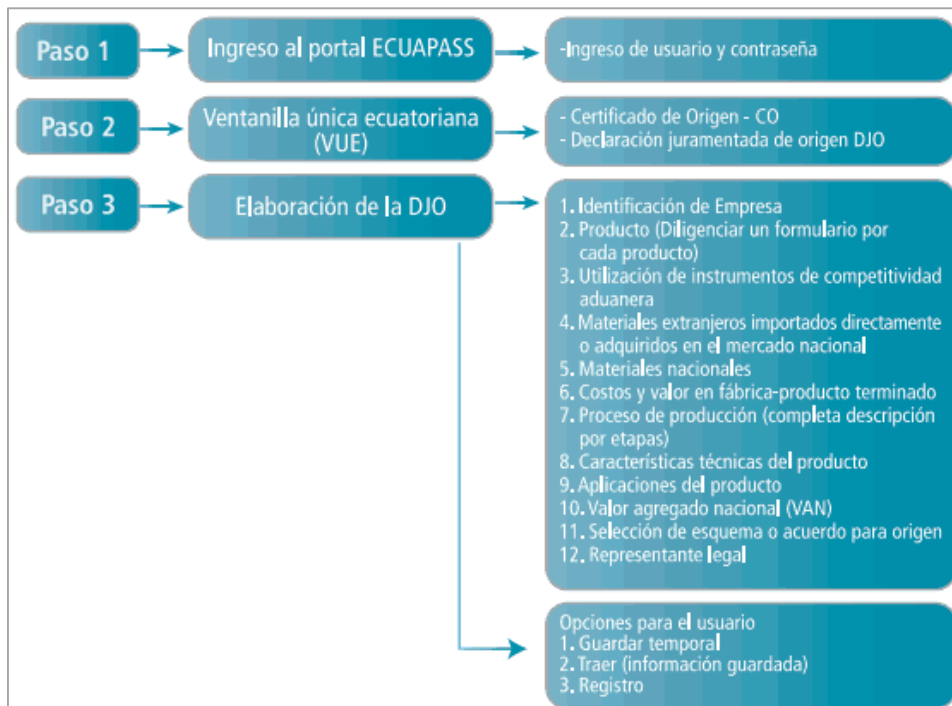 Paso 1
Ingreso al portal ECUAPASS
-Ingreso de usuario y contraseña
Paso 2
Ventanilla única ecuatoriana
(VUE)
- Certificado de Origen - CO
- Declaración juramentada de origen DJO
Paso 3
Elaboración de la DJO
1. Identificación de Empresa
2. Producto (Diligenciar un formulario por
cada producto)
3. Utilización de instrumentos de competitividad
aduanera
4. Materiales extranjeros importados directamente
o adquiridos en el mercado nacional
5. Materiales nacionales
6. Costos y valor en fábrica-producto terminado
7. Proceso de producción (completa descripción
por etapas)
8. Características técnicas del producto
9. Aplicaciones del producto
10. Valor agregado nacional (VAN)
11. Selección de esquema o acuerdo para origen
12. Representante legal
Opciones para el usuario
1. Guardar temporal
2. Traer (información guardada)
3. Registro